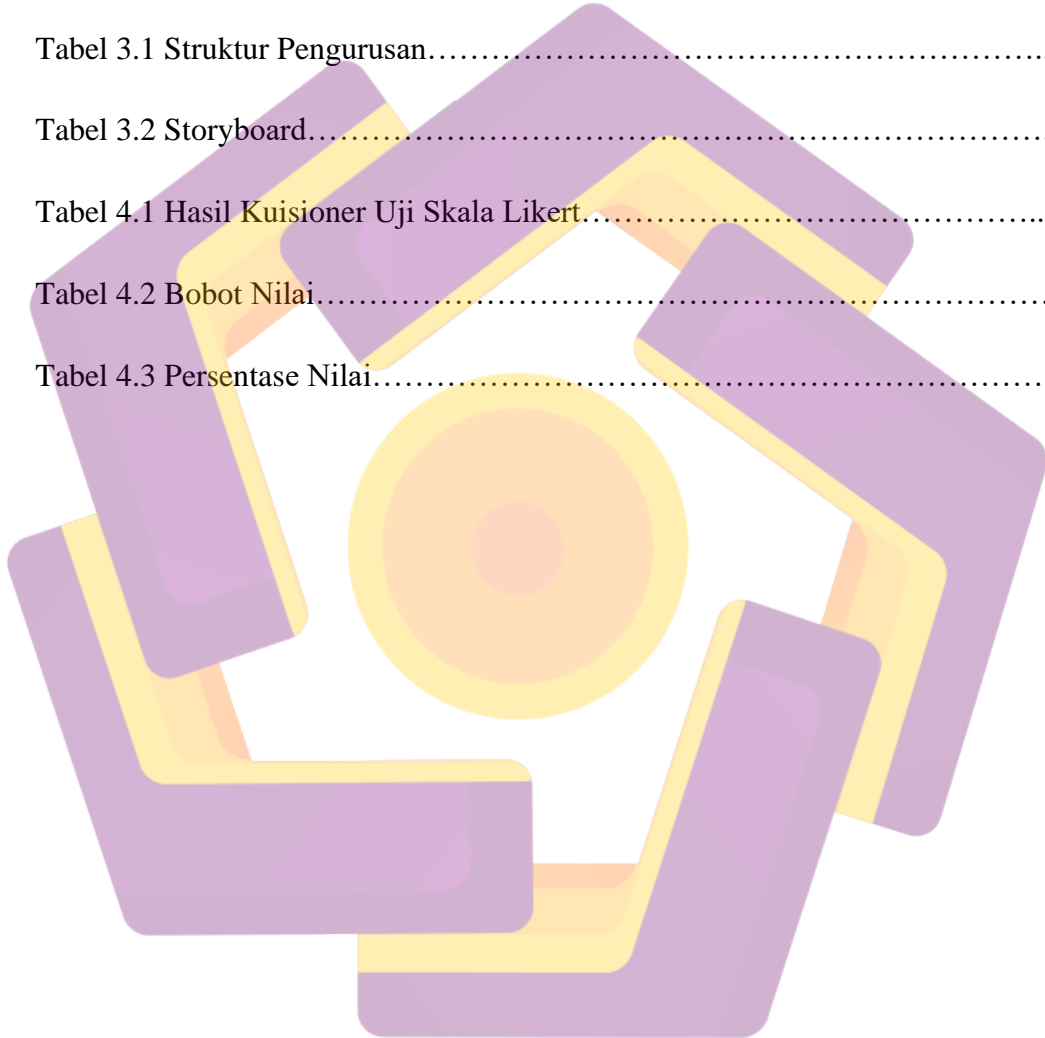 Tabel 3.1 Struktur Pengurusan……………………………………………………………..
Tabel 3.2 Storyboard…………………………………………………………………………
Tabel 4.1 Hasil Kuisioner Uji Skala Likert……………………………………………..
Tabel 4.2 Bobot Nilai…………………………………………………………………………
Tabel 4.3 Persentase Nilai……………………………………………………………………